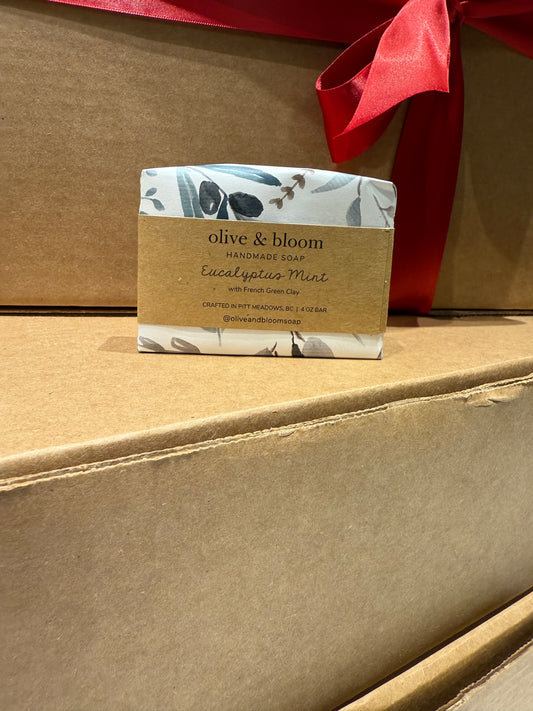 olive & bloom
HANDMADE SOAP
Eucalyptus Mint
with French Green Clay
CRAFTED IN PITT MEADOWS, BC | 4 OZ BAR
@oliveandbloomsoap